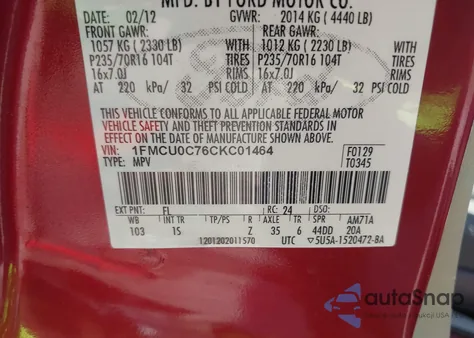 MFD. BY FORD MOTOR CO.
DATE: 02/12 GVWR: 2014 KG ( 4440 LB)
FRONT GAWR: REAR GAWR:
1057 KG ( 2330 LB) WITH 1012 KG ( 2230 LB) WITH
P235/70R16 104T TIRES P235/70R16 104T TIRES
16x7.0J RIMS 16x7.0J RIMS
AT 220 kPa/ 32 PSI COLD AT 220 kPa/ 32 PSI COLD
THIS VEHICLE CONFORMS TO ALL APPLICABLE FEDERAL MOTOR
VEHICLE SAFETY AND THEFT PREVENTION STANDARDS IN
EFFECT ON THE DATE OF MANUFACTURE SHOWN ABOVE.
VIN: 1FMCU0C76CKC01464 F0129
TYPE: MPV T0345
EXT PNT: FL RC: 24 DSO:
WB INT TR TP/PS R AXLE TR SPR AM71A
103 1S Z 35 6 44DD 20A
1201202011570 UTC ▽5U5A-1520472-BA
autoSnap
USA